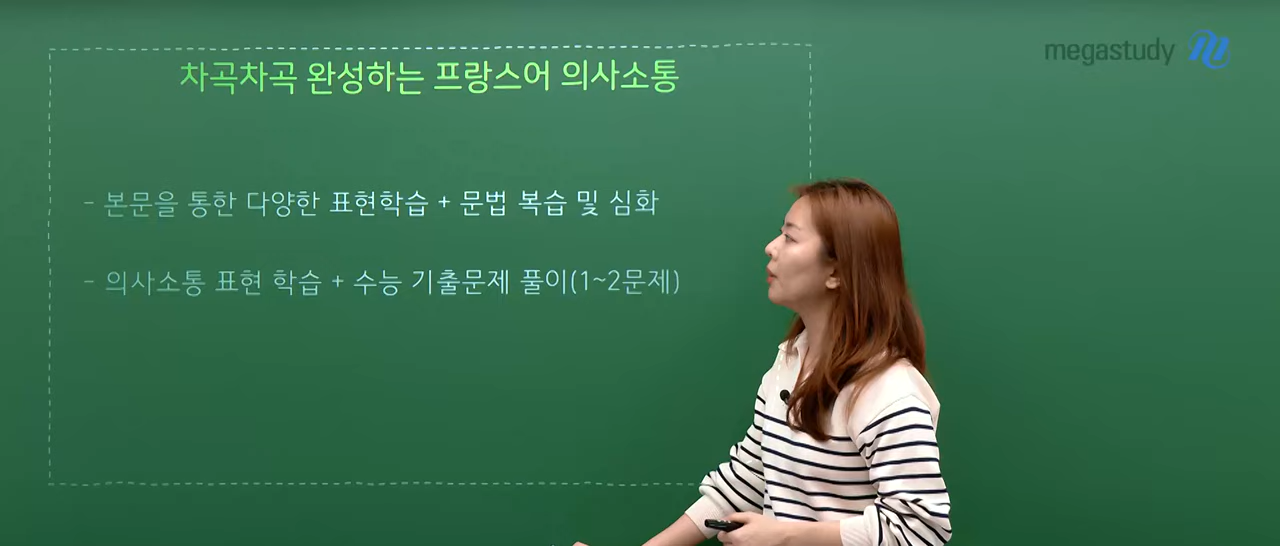 megastudy
차곡차곡 완성하는 프랑스어 의사소통
- 본문을 통한 다양한 표현학습 + 문법 복습 및 심화
- 의사소통 표현 학습 + 수능 기출문제 풀이(1~2문제)